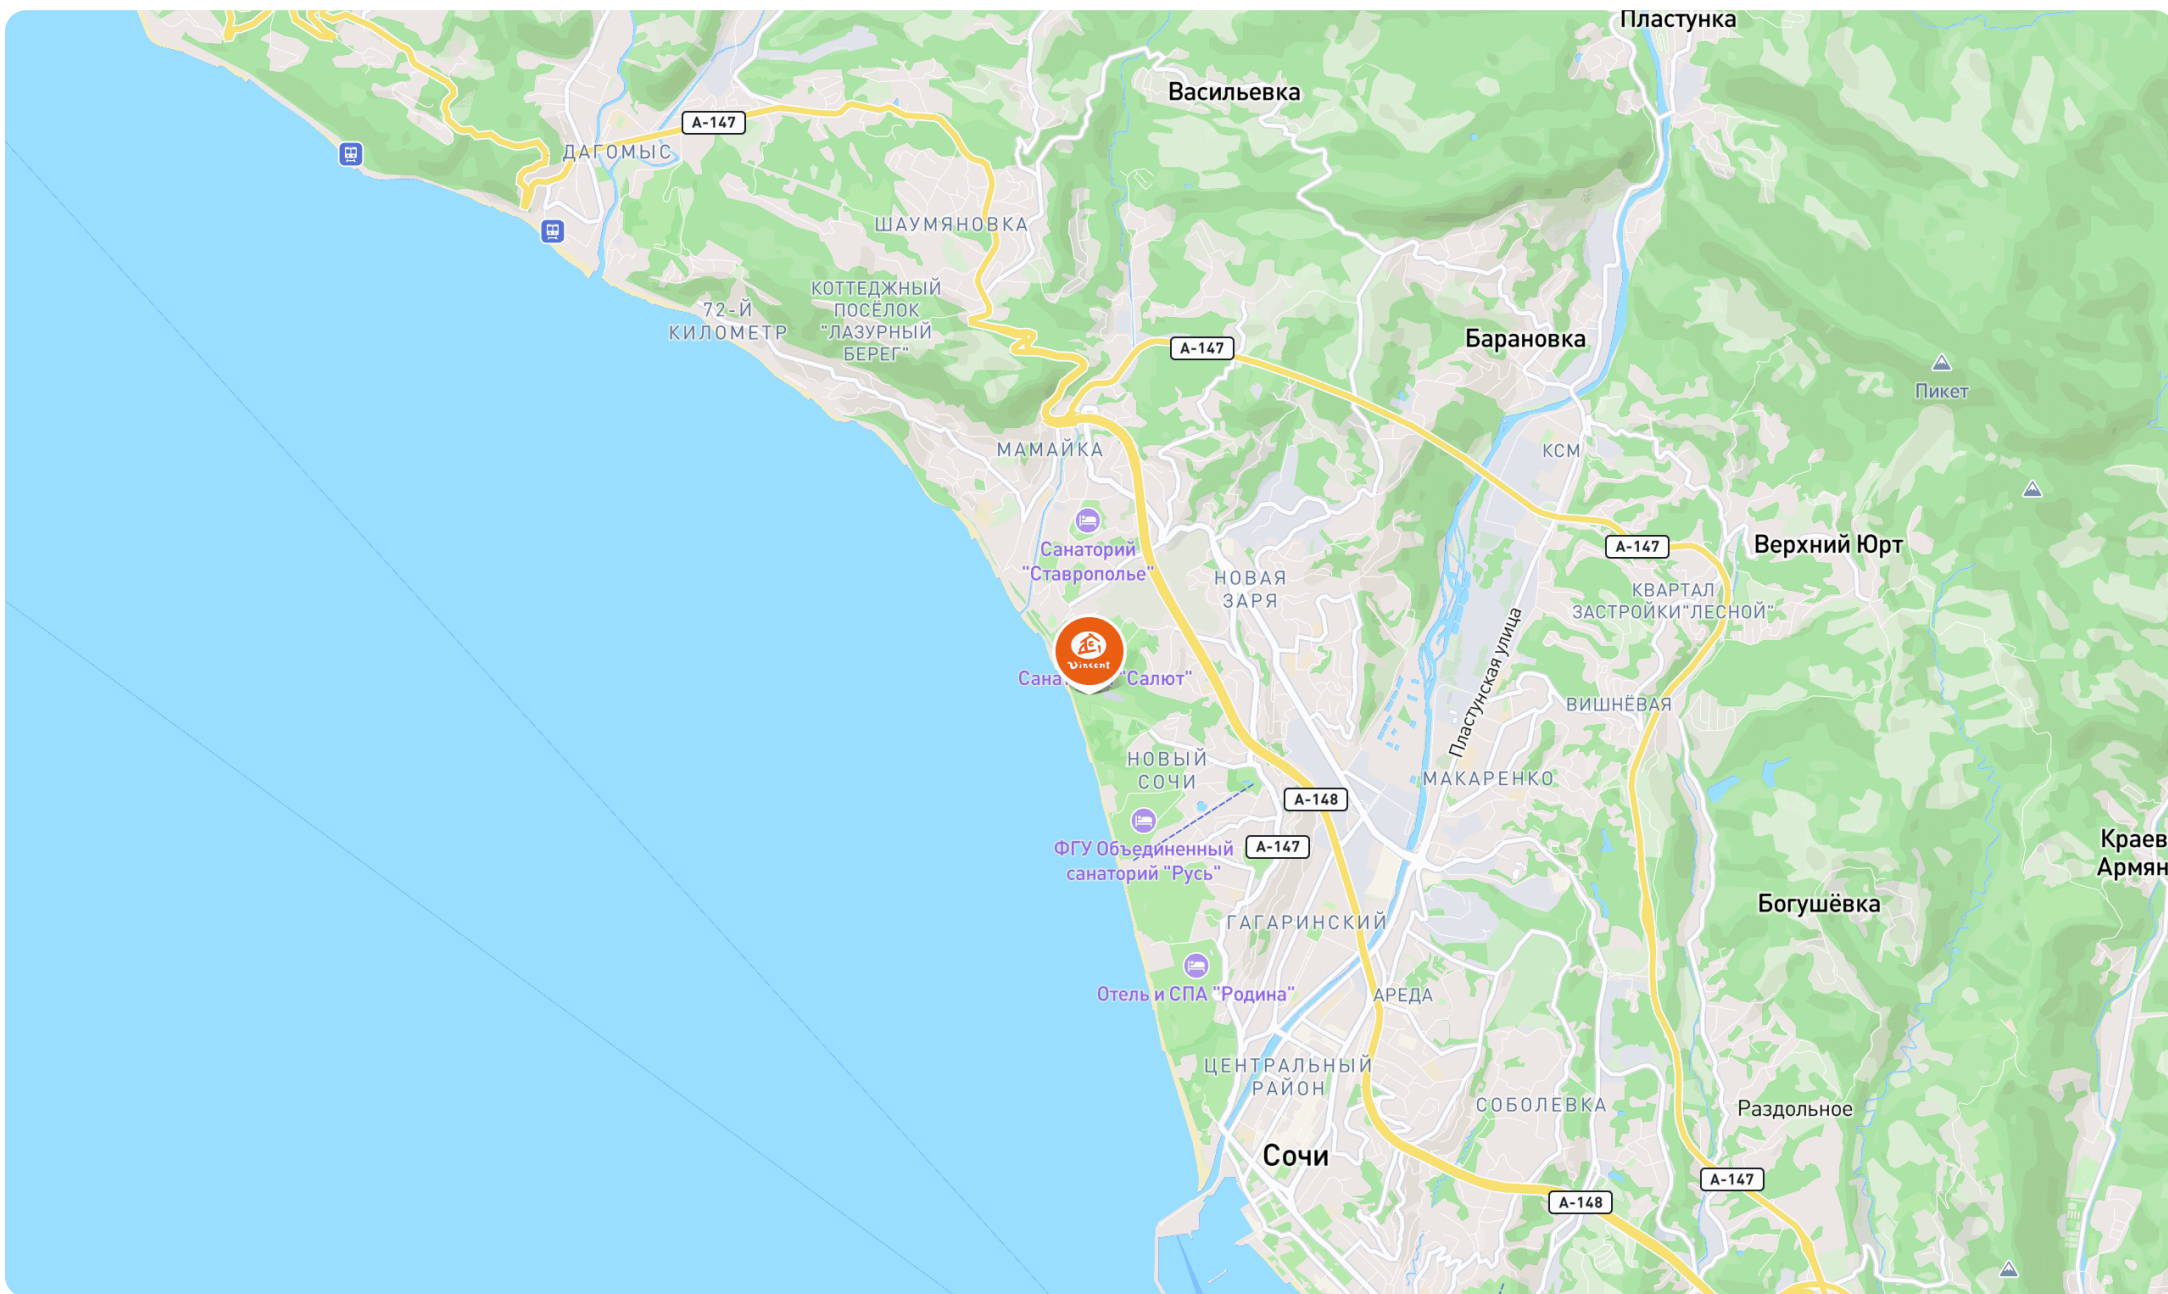 Пластунка
Васильевка
А-147
ДАГОМЫС
ШАУМЯНОВКА
КОТТЕДЖНЫЙ
ПОСЁЛОК
"ЛАЗУРНЫЙ
БЕРЕГ"
72-Й
КИЛОМЕТР
А-147
Барановка
Пикет
МАМАЙКА
КСМ
Санаторий
"Ставрополье"
А-147
Верхний Юрт
НОВАЯ
ЗАРЯ
КВАРТАЛ
ЗАСТРОЙКИ"ЛЕСНОЙ"
Vincent
"Салют"
Пластунская улица
ВИШНЁВАЯ
НОВЫЙ
СОЧИ
МАКАРЕНКО
А-148
А-147
ФГУ Объединенный
санаторий "Русь"
Краев
Армян
Богушёвка
ГАГАРИНСКИЙ
Отель и СПА "Родина"
АРЕДА
ЦЕНТРАЛЬНЫЙ
РАЙОН
СОБОЛЕВКА
Раздольное
Сочи
А-147
А-148